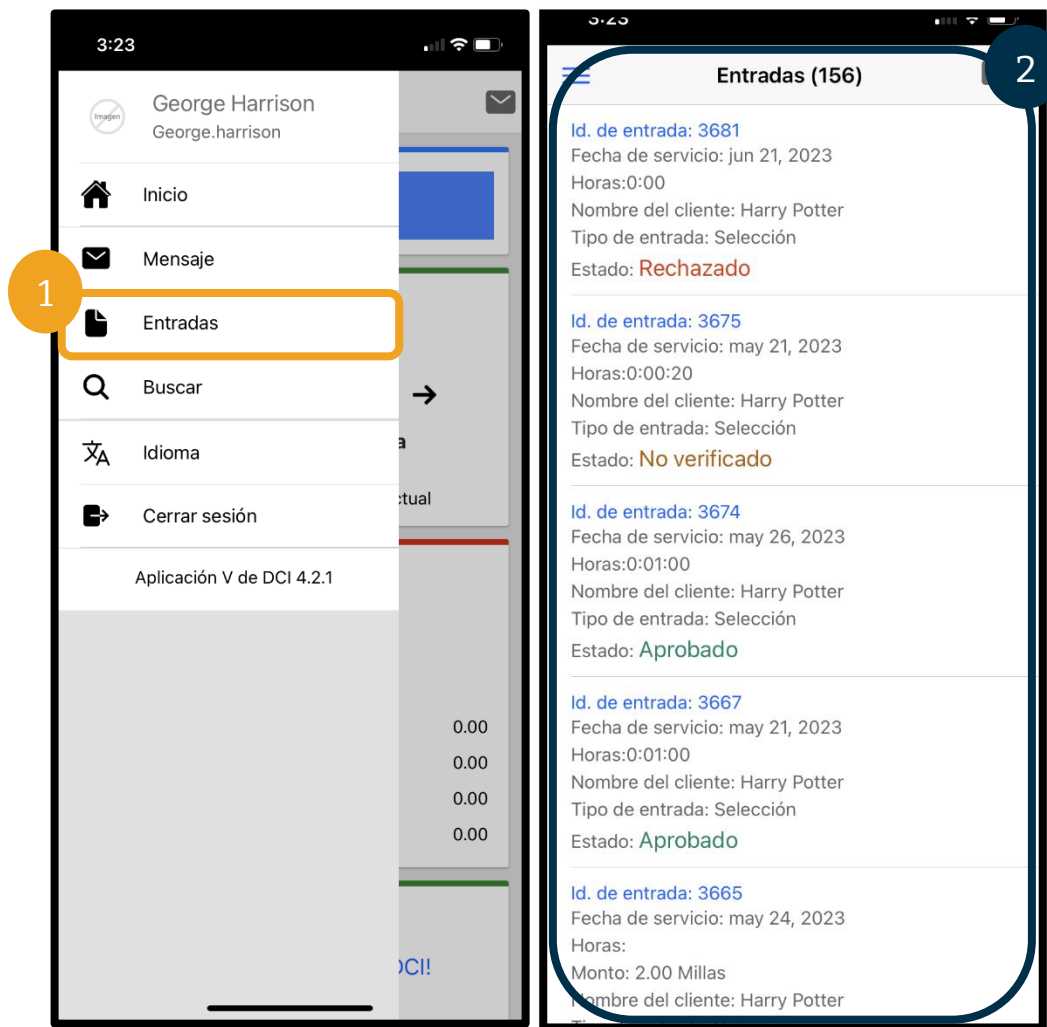 3:23
Imagen
George Harrison
George.harrison
Inicio
Mensaje
1
Entradas
Buscar
a
Idioma
ctual
Cerrar sesión
Aplicación V de DCI 4.2.1
0.00
0.00
0.00
0.00
DCI!
3:23
2
Entradas (156)
Id. de entrada: 3681
Fecha de servicio: jun 21, 2023
Horas:0:00
Nombre del cliente: Harry Potter
Tipo de entrada: Selección
Estado: Rechazado
Id. de entrada: 3675
Fecha de servicio: may 21, 2023
Horas:0:00:20
Nombre del cliente: Harry Potter
Tipo de entrada: Selección
Estado: No verificado
Id. de entrada: 3674
Fecha de servicio: may 26, 2023
Horas:0:01:00
Nombre del cliente: Harry Potter
Tipo de entrada: Selección
Estado: Aprobado
Id. de entrada: 3667
Fecha de servicio: may 21, 2023
Horas:0:01:00
Nombre del cliente: Harry Potter
Tipo de entrada: Selección
Estado: Aprobado
Id. de entrada: 3665
Fecha de servicio: may 24, 2023
Horas:
Monto: 2.00 Millas
Nombre del cliente: Harry Potter